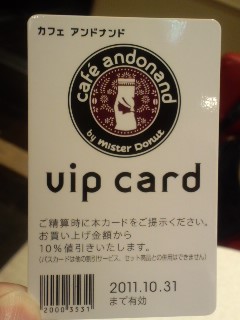 カフェ アンドナンド
café andonand
by Mister Donut
vip card
ご精算時に本カードをご提示ください。
お買い上げ金額から
10%値引きいたします。
(パスカードは他の割引サービス、セット商品との併用はできません)
2011.10.31
まで有効
20003531